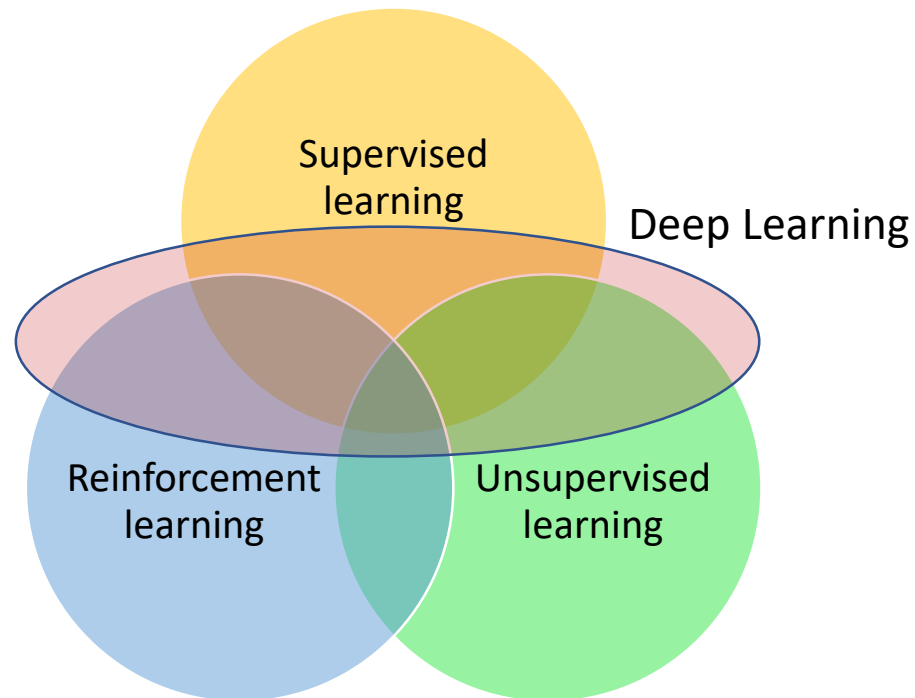 Supervised
learning
Deep Learning
Reinforcement
learning
Unsupervised
learning